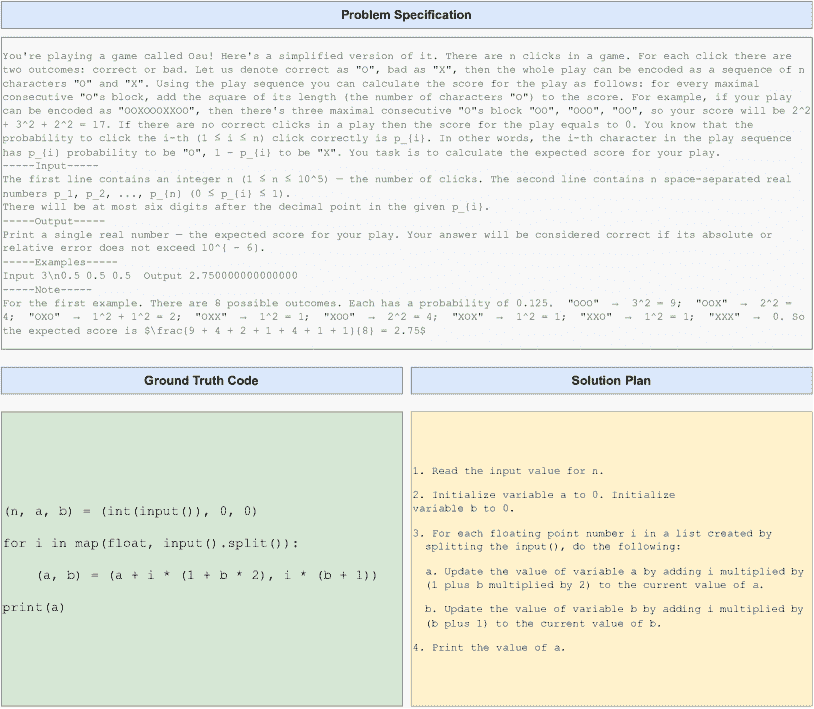 Problem Specification
You're playing a game called Osu! Here's a simplified version of it. There are n clicks in a game. For each click there are
two outcomes: correct or bad. Let us denote correct as "O", bad as "X", then the whole play can be encoded as a sequence of n
characters "O" and "X". Using the play sequence you can calculate the score for the play as follows: for every maximal
consecutive "O"s block, add the square of its length (the number of characters "O") to the score. For example, if your play
can be encoded as "OOXOOOXXOO", then there's three maximal consecutive "O"s block "OO", "OOO", "OO", so your score will be 2^2
+ 3^2 + 2^2 = 17. If there are no correct clicks in a play then the score for the play equals to 0. You know that the
probability to click the i-th (1 ≤ i ≤ n) click correctly is p_{i}. In other words, the i-th character in the play sequence
has p_{i} probability to be "O", 1 - p_{i} to be "X". You task is to calculate the expected score for your play.
-----Input-----
The first line contains an integer n (1 ≤ n ≤ 10^5) — the number of clicks. The second line contains n space-separated real
numbers p_1, p_2, ..., p_{n} (0 ≤ p_{i} ≤ 1).
There will be at most six digits after the decimal point in the given p_{i}.
-----Output-----
Print a single real number — the expected score for your play. Your answer will be considered correct if its absolute or
relative error does not exceed 10^{ - 6}.
-----Examples-----
Input 3\n0.5 0.5 0.5  Output 2.750000000000000
-----Note-----
For the first example. There are 8 possible outcomes. Each has a probability of 0.125.  "OOO" → 3^2 = 9;  "OOX" → 2^2 =
4;  "OXO" → 1^2 + 1^2 = 2;  "OXX" → 1^2 = 1;  "XOO" → 2^2 = 4;  "XOX" → 1^2 = 1;  "XXO" → 1^2 = 1;  "XXX" → 0. So
the expected score is $\frac{9 + 4 + 2 + 1 + 4 + 1 + 1}{8} = 2.75$
Ground Truth Code
(n, a, b) = (int(input()), 0, 0)
for i in map(float, input().split()):
(a, b) = (a + i * (1 + b * 2), i * (b + 1))
print(a)
Solution Plan
1. Read the input value for n.
2. Initialize variable a to 0. Initialize
variable b to 0.
3. For each floating point number i in a list created by
splitting the input(), do the following:
a. Update the value of variable a by adding i multiplied by
(1 plus b multiplied by 2) to the current value of a.
b. Update the value of variable b by adding i multiplied by
(b plus 1) to the current value of b.
4. Print the value of a.